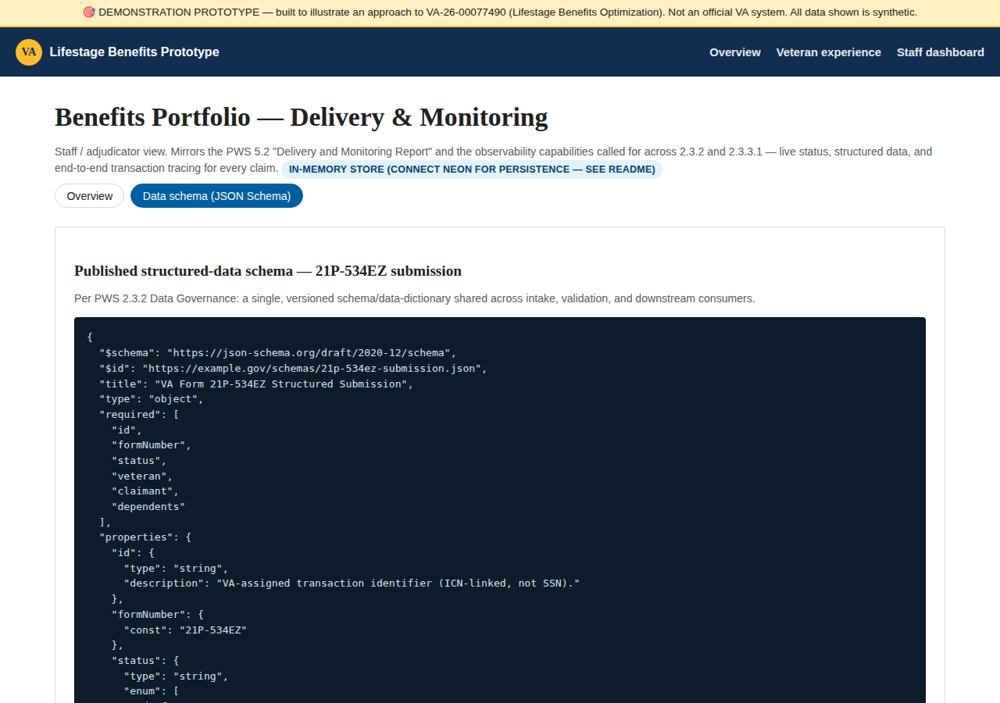 🎯 DEMONSTRATION PROTOTYPE — built to illustrate an approach to VA-26-00077490 (Lifestage Benefits Optimization). Not an official VA system. All data shown is synthetic.
VA Lifestage Benefits Prototype
Overview Veteran experience Staff dashboard
Benefits Portfolio — Delivery & Monitoring
Staff / adjudicator view. Mirrors the PWS 5.2 "Delivery and Monitoring Report" and the observability capabilities called for across 2.3.2 and 2.3.3.1 — live status, structured data, and
end-to-end transaction tracing for every claim. IN-MEMORY STORE (CONNECT NEON FOR PERSISTENCE — SEE README)
Overview Data schema (JSON Schema)
Published structured-data schema — 21P-534EZ submission
Per PWS 2.3.2 Data Governance: a single, versioned schema/data-dictionary shared across intake, validation, and downstream consumers.
{
  "$schema": "https://json-schema.org/draft/2020-12/schema",
  "$id": "https://example.gov/schemas/21p-534ez-submission.json",
  "title": "VA Form 21P-534EZ Structured Submission",
  "type": "object",
  "required": [
    "id",
    "formNumber",
    "status",
    "veteran",
    "claimant",
    "dependents"
  ],
  "properties": {
    "id": {
      "type": "string",
      "description": "VA-assigned transaction identifier (ICN-linked, not SSN)."
    },
    "formNumber": {
      "const": "21P-534EZ"
    },
    "status": {
      "type": "string",
      "enum": [